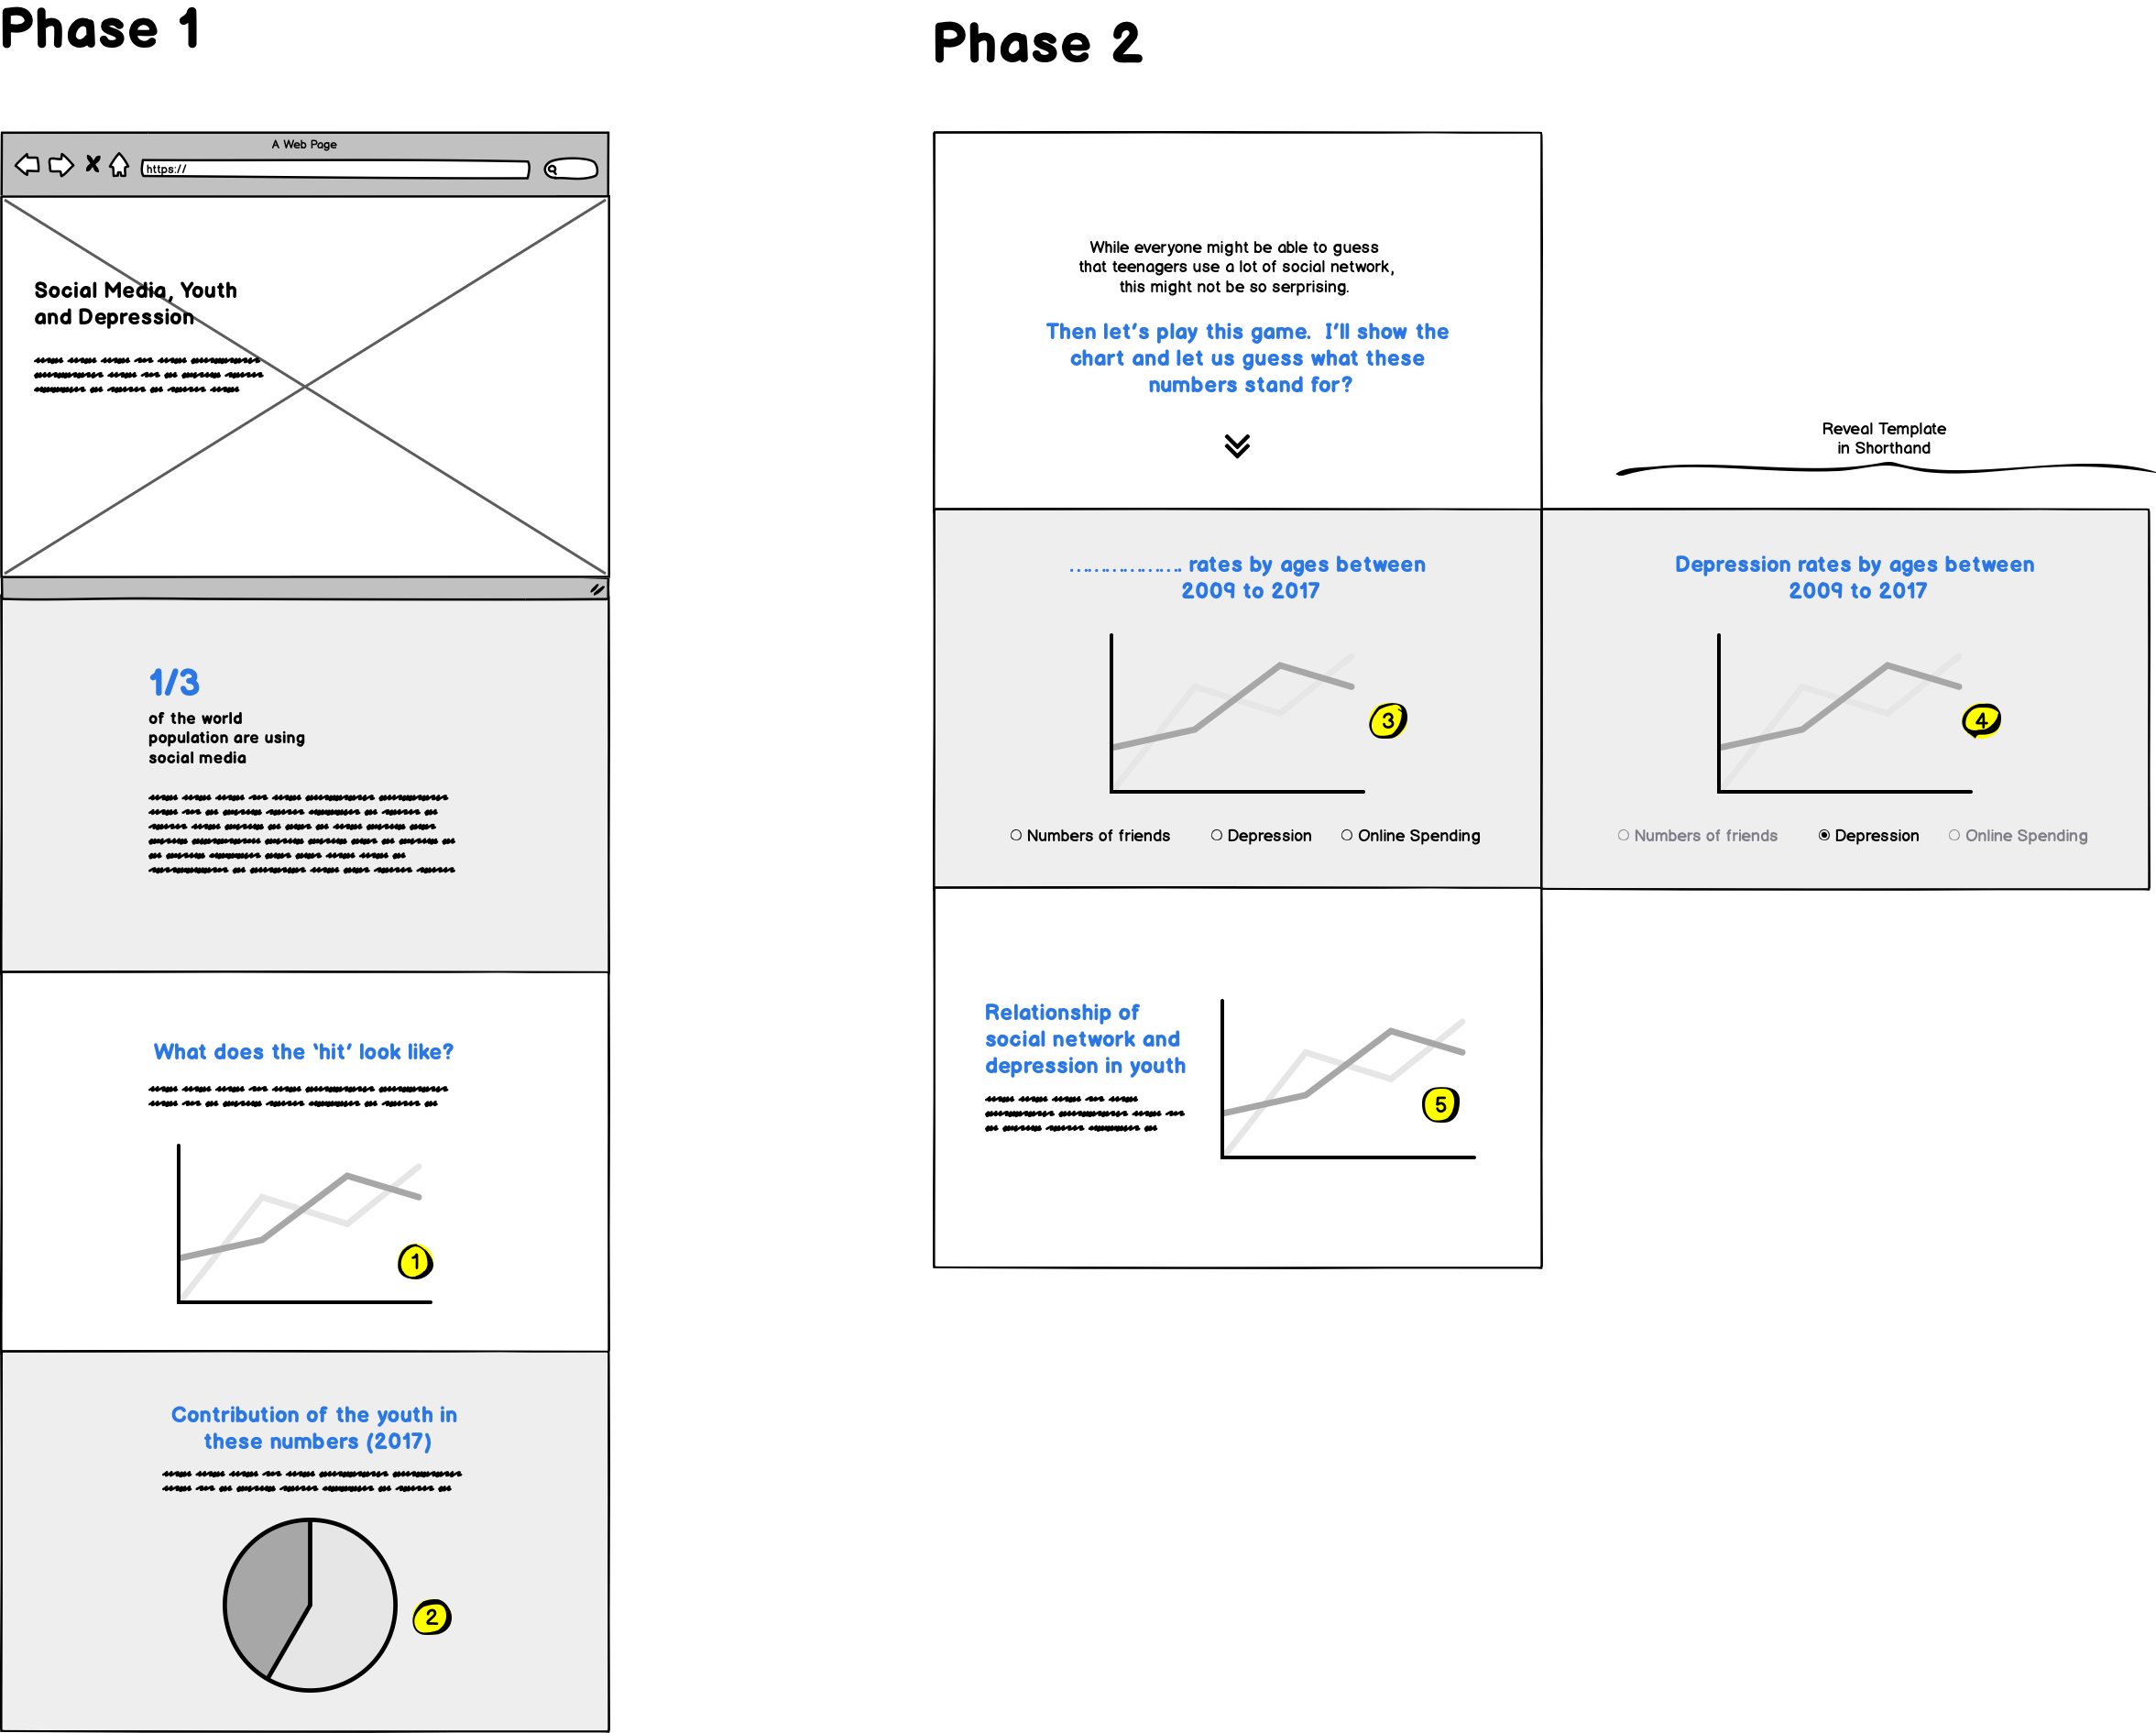 Phase 1
A Web Page
https://
Social Media, Youth
and Depression
1/3
of the world
population are using
social media
What does the ‘hit’ look like?
1
Contribution of the youth in
these numbers (2017)
2
Phase 2
While everyone might be able to guess
that teenagers use a lot of social network,
this might not be so serprising.
Then let’s play this game. I’ll show the
chart and let us guess what these
numbers stand for?
Reveal Template
in Shorthand
.................. rates by ages between
2009 to 2017
3
Numbers of friends Depression Online Spending
Depression rates by ages between
2009 to 2017
4
Numbers of friends Depression Online Spending
Relationship of
social network and
depression in youth
5